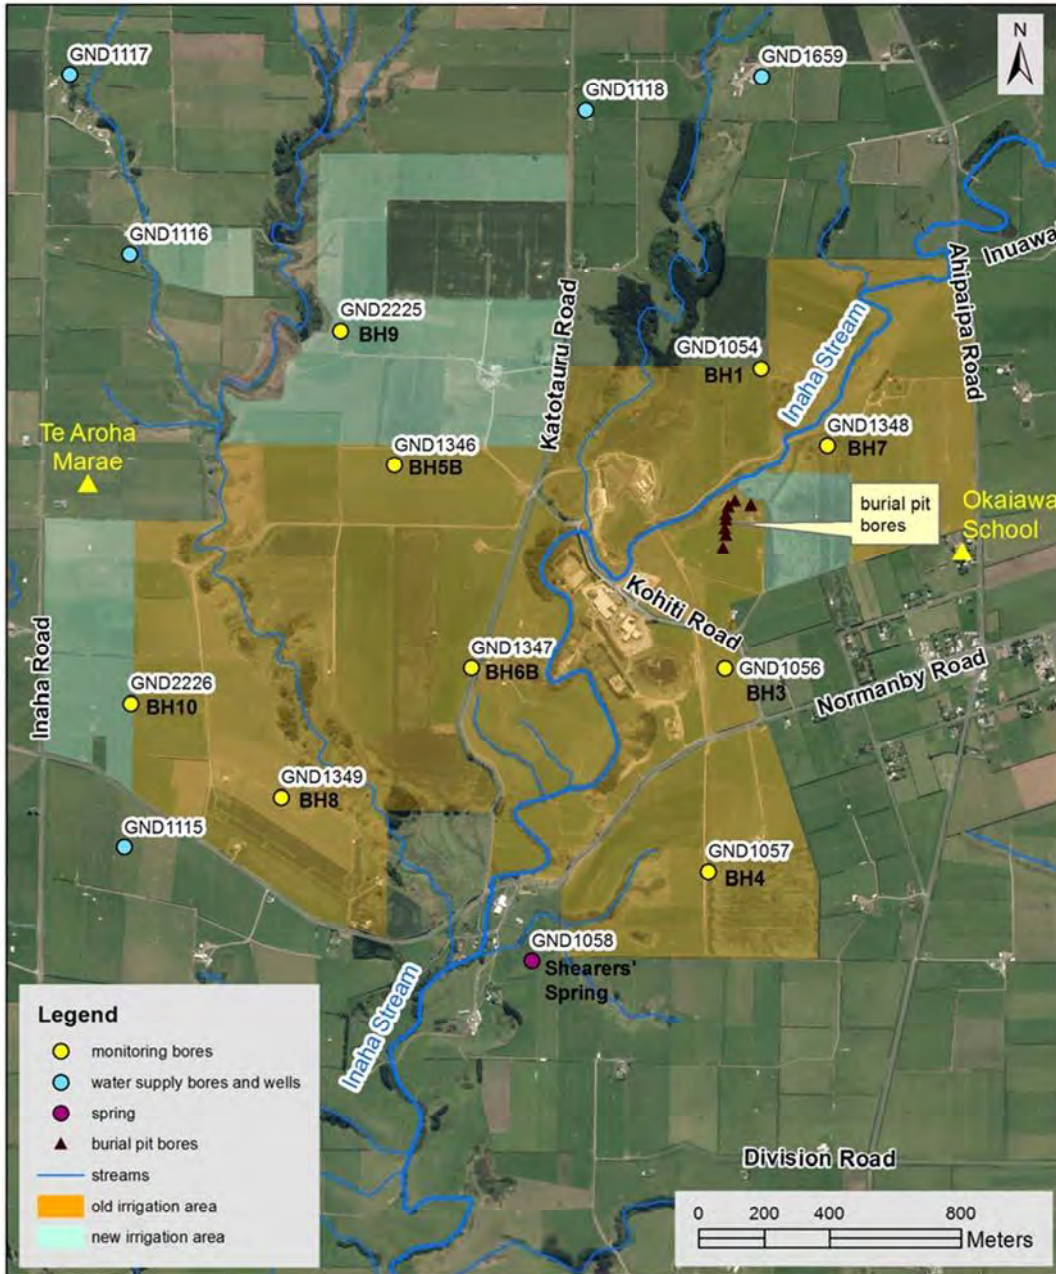 N
GND1117
GND1659
GND1118
GND1116
Inuawa
Ahipaipa Road
GND2225
BH9
Katotauru Road
GND1054
BH1
Inaha Stream
GND1348
BH7
Te Aroha
Marae
GND1346
BH5B
burial pit
bores
Okaiawa
School
Kohiti Road
Inaha Road
GND1347
BH6B
GND1056
BH3
Normanby Road
GND2226
BH10
GND1349
BH8
GND1115
GND1057
BH4
GND1058
Shearers'
Spring
Inaha Stream
Legend
monitoring bores
water supply bores and wells
spring
burial pit bores
streams
old irrigation area
new irrigation area
Division Road
0 200 400 800
Meters